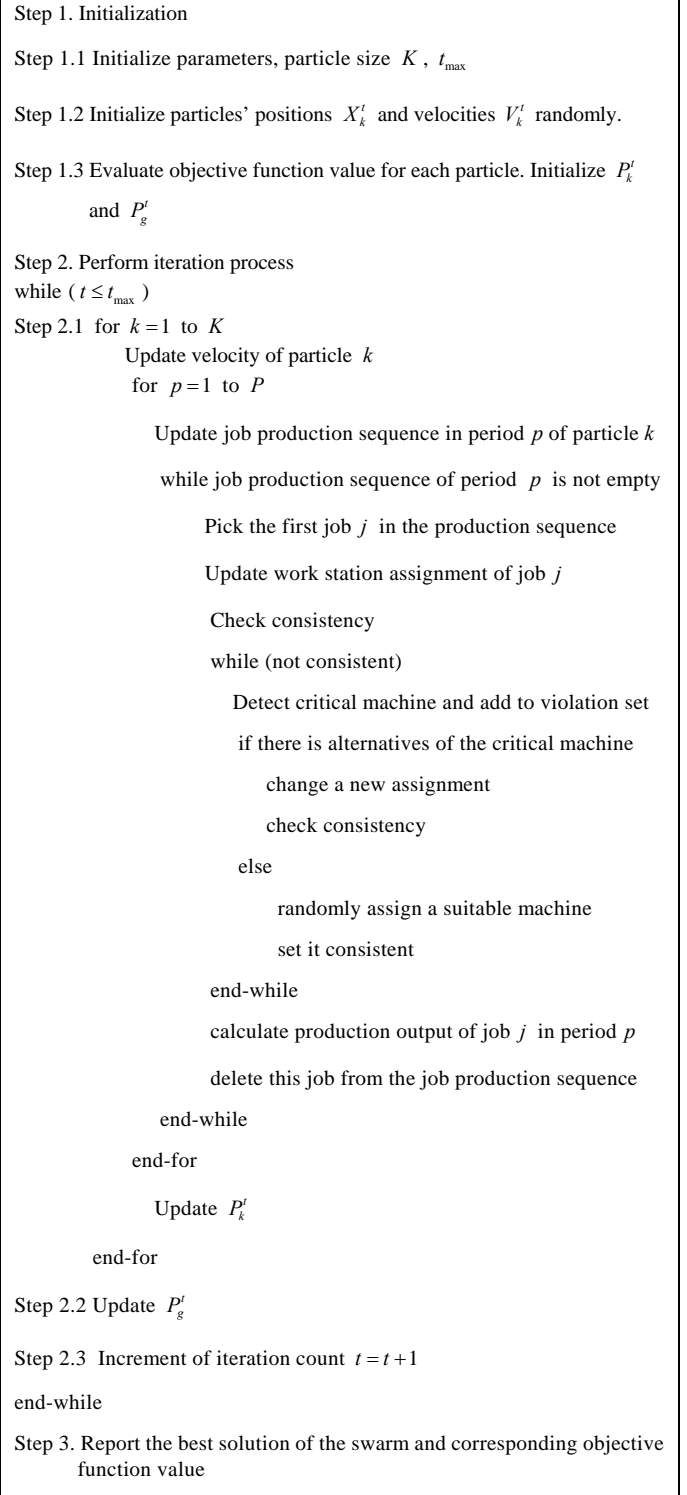 Step 1. Initialization
Step 1.1 Initialize parameters, particle size K , t_max
Step 1.2 Initialize particles’ positions X_k^t and velocities V_k^t randomly.
Step 1.3 Evaluate objective function value for each particle. Initialize P_k^t
and P_g^t
Step 2. Perform iteration process
while ( t ≤ t_max )
Step 2.1 for k = 1 to K
Update velocity of particle k
for p = 1 to P
Update job production sequence in period p of particle k
while job production sequence of period p is not empty
Pick the first job j in the production sequence
Update work station assignment of job j
Check consistency
while (not consistent)
Detect critical machine and add to violation set
if there is alternatives of the critical machine
change a new assignment
check consistency
else
randomly assign a suitable machine
set it consistent
end-while
calculate production output of job j in period p
delete this job from the job production sequence
end-while
end-for
Update P_k^t
end-for
Step 2.2 Update P_g^t
Step 2.3 Increment of iteration count t = t + 1
end-while
Step 3. Report the best solution of the swarm and corresponding objective
function value